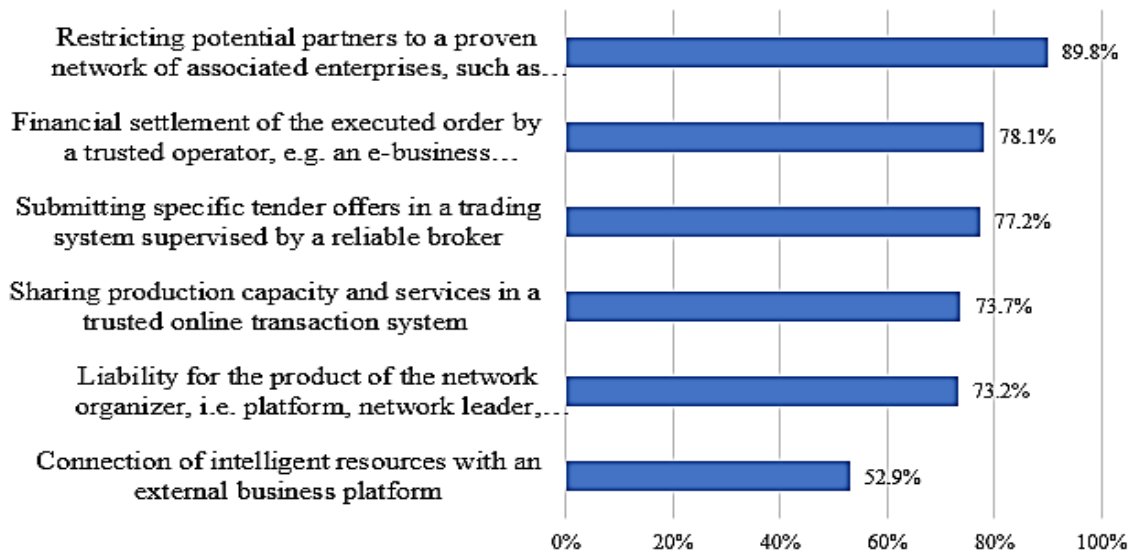 Restricting potential partners to a proven
network of associated enterprises, such as…
89.8%
Financial settlement of the executed order by
a trusted operator, e.g. an e-business…
78.1%
Submitting specific tender offers in a trading
system supervised by a reliable broker
77.2%
Sharing production capacity and services in a
trusted online transaction system
73.7%
Liability for the product of the network
organizer, i.e. platform, network leader,…
73.2%
Connection of intelligent resources with an
external business platform
52.9%
0% 20% 40% 60% 80% 100%